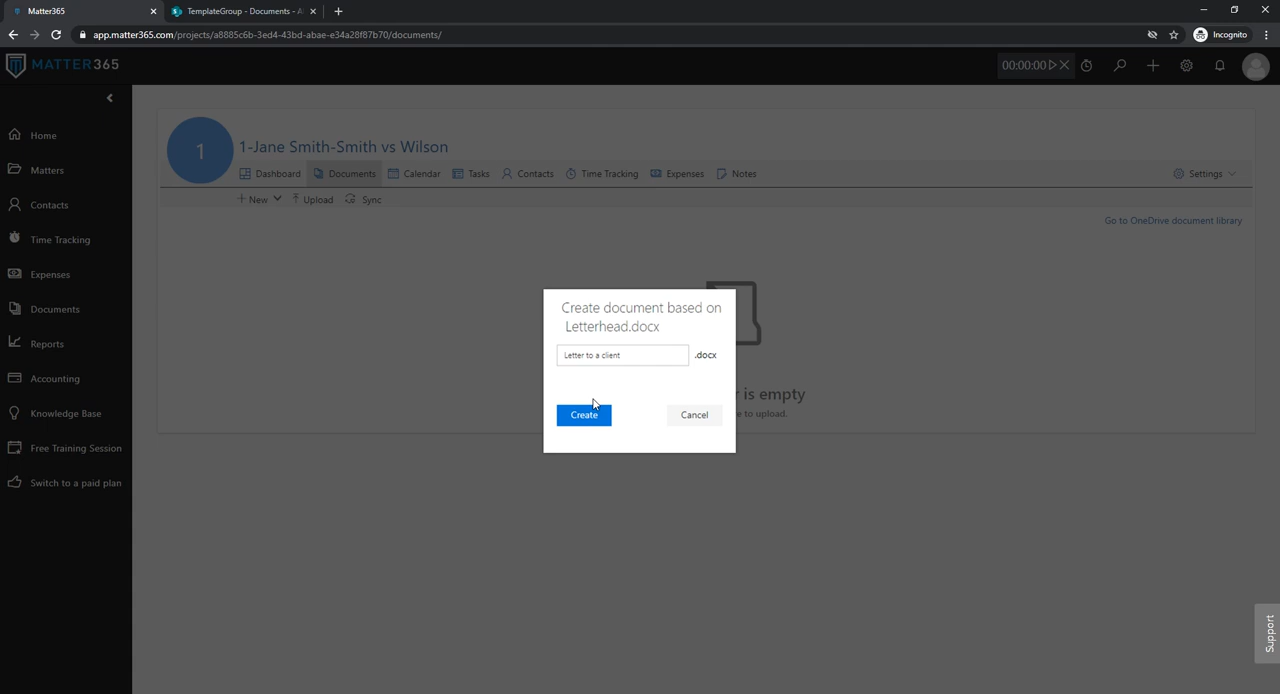 Matter365
TemplateGroup - Documents - Al
app.matter365.com/projects/a8885c6b-3ed4-43bd-abae-e34a28f87b70/documents/
Incognito
MATTER365
00:00:00
Home
Matters
Contacts
Time Tracking
Expenses
Documents
Reports
Accounting
Knowledge Base
Free Training Session
Switch to a paid plan
1
1-Jane Smith-Smith vs Wilson
Dashboard Documents Calendar Tasks Contacts Time Tracking Expenses Notes Settings
New Upload Sync
Go to OneDrive document library
Create document based on
Letterhead.docx
Letter to a client .docx
Create Cancel
is empty
to upload.
Support